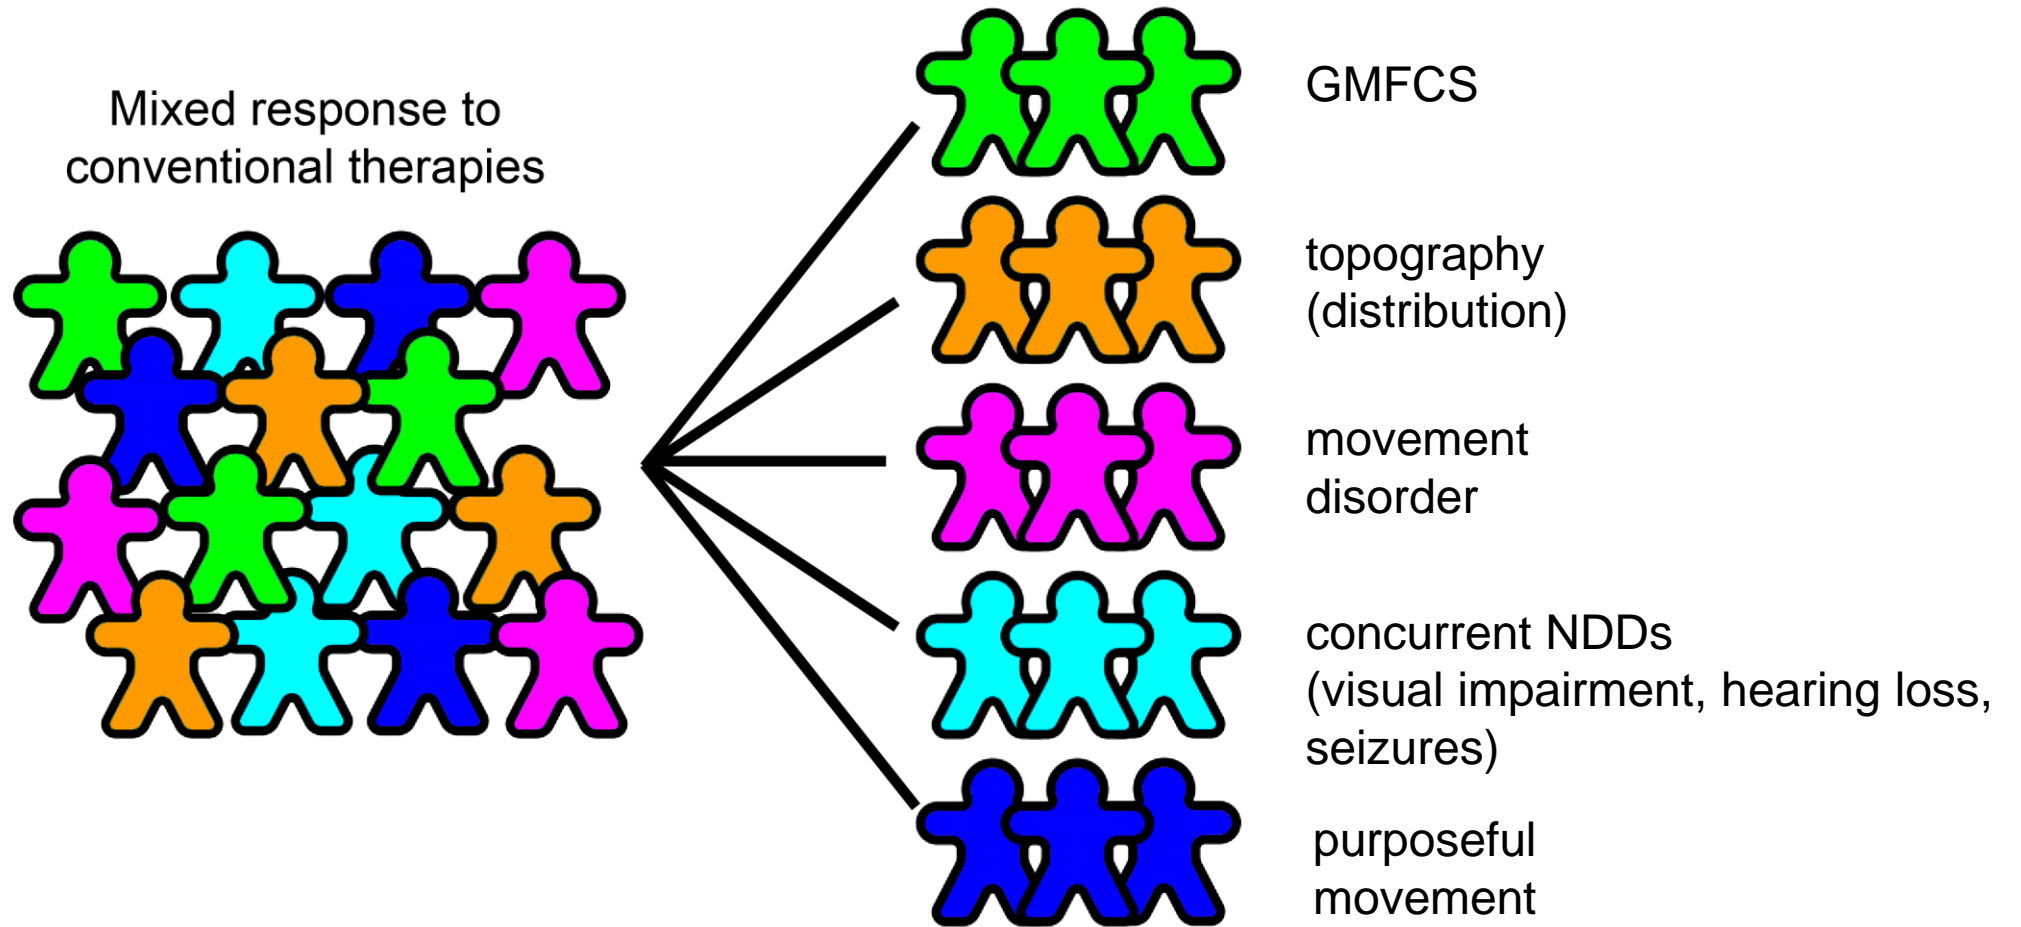 Mixed response to
conventional therapies
GMFCS
topography
(distribution)
movement
disorder
concurrent NDDs
(visual impairment, hearing loss,
seizures)
purposeful
movement